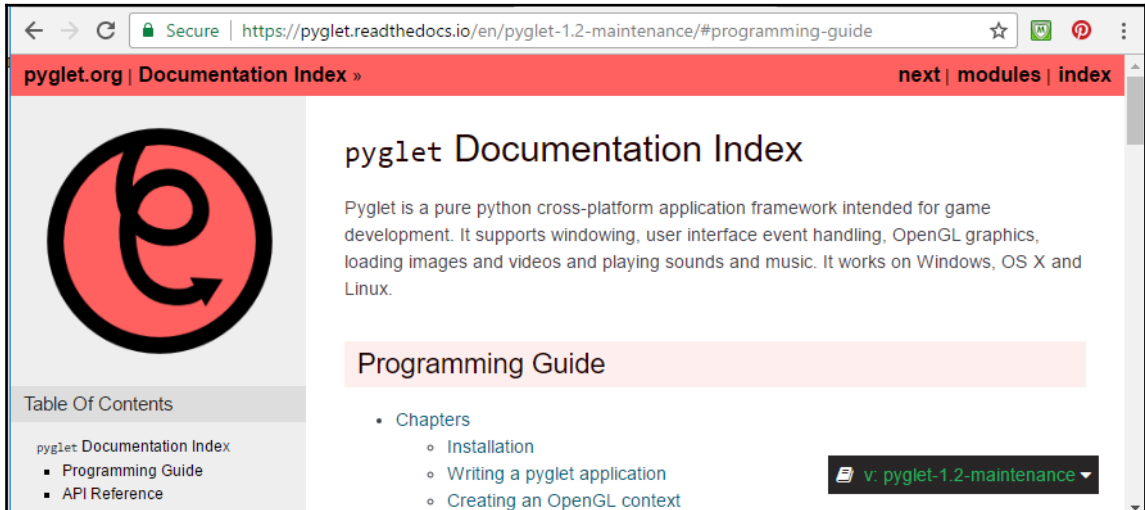 Secure | https://pyglet.readthedocs.io/en/pyglet-1.2-maintenance/#programming-guide
pyglet.org | Documentation Index »
next | modules | index
pyglet Documentation Index
Pyglet is a pure python cross-platform application framework intended for game
development. It supports windowing, user interface event handling, OpenGL graphics,
loading images and videos and playing sounds and music. It works on Windows, OS X and
Linux.
Programming Guide
Table Of Contents
pyglet Documentation Index
▪ Programming Guide
▪ API Reference
• Chapters
◦ Installation
◦ Writing a pyglet application
◦ Creating an OpenGL context
v: pyglet-1.2-maintenance